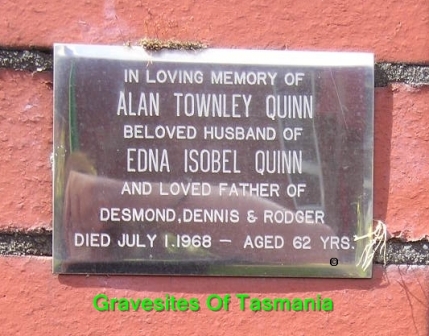 IN LOVING MEMORY OF
ALAN TOWNLEY QUINN
BELOVED HUSBAND OF
EDNA ISOBEL QUINN
AND LOVED FATHER OF
DESMOND, DENNIS & RODGER
DIED JULY 1.1968 — AGED 62 YRS.
Gravesites Of Tasmania